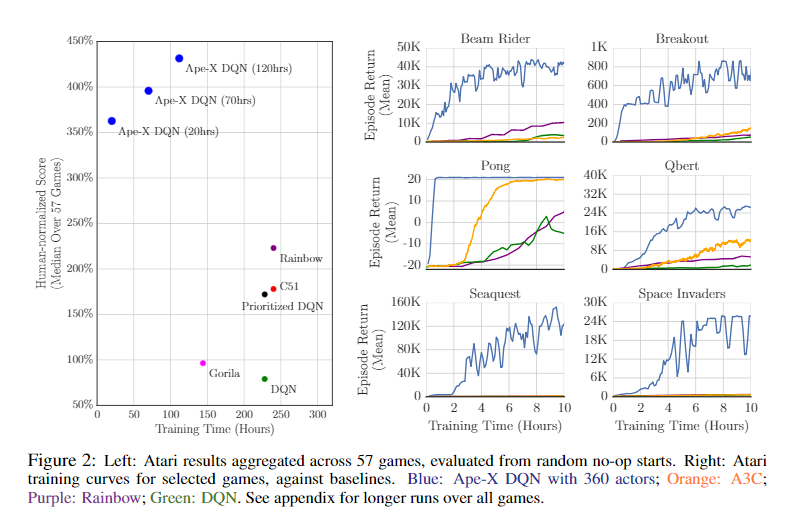 450%
400%
350%
300%
250%
200%
150%
100%
50%
Human-normalized Score
(Median Over 57 Games)
Ape-X DQN (120hrs)
Ape-X DQN (70hrs)
Ape-X DQN (20hrs)
Rainbow
C51
Prioritized DQN
Gorila
DQN
0 50 100 150 200 250 300
Training Time (Hours)
Beam Rider
Episode Return
(Mean)
50K
40K
30K
20K
10K
0
Breakout
1K
800
600
400
200
0
Pong
Episode Return
(Mean)
20
10
0
-10
-20
Qbert
40K
32K
24K
16K
8K
0
Seaquest
Episode Return
(Mean)
160K
120K
80K
40K
0
0 2 4 6 8 10
Training Time (Hours)
Space Invaders
30K
24K
18K
12K
6K
0
0 2 4 6 8 10
Training Time (Hours)
Figure 2: Left: Atari results aggregated across 57 games, evaluated from random no-op starts. Right: Atari
training curves for selected games, against baselines. Blue: Ape-X DQN with 360 actors; Orange: A3C;
Purple: Rainbow; Green: DQN. See appendix for longer runs over all games.